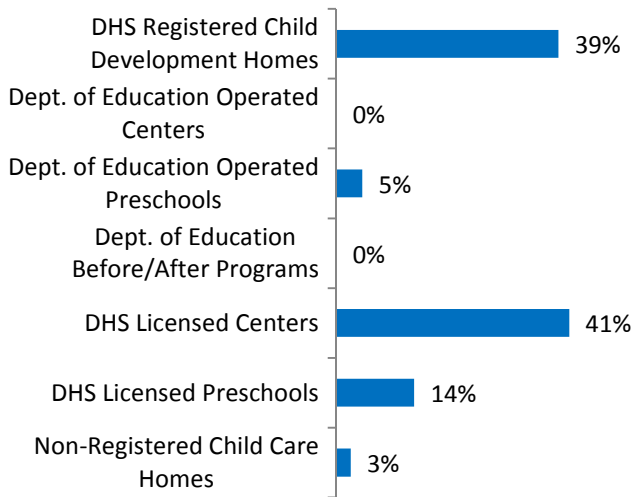 DHS Registered Child
Development Homes
39%
Dept. of Education Operated
Centers
0%
Dept. of Education Operated
Preschools
5%
Dept. of Education
Before/After Programs
0%
DHS Licensed Centers
41%
DHS Licensed Preschools
14%
Non-Registered Child Care
Homes
3%